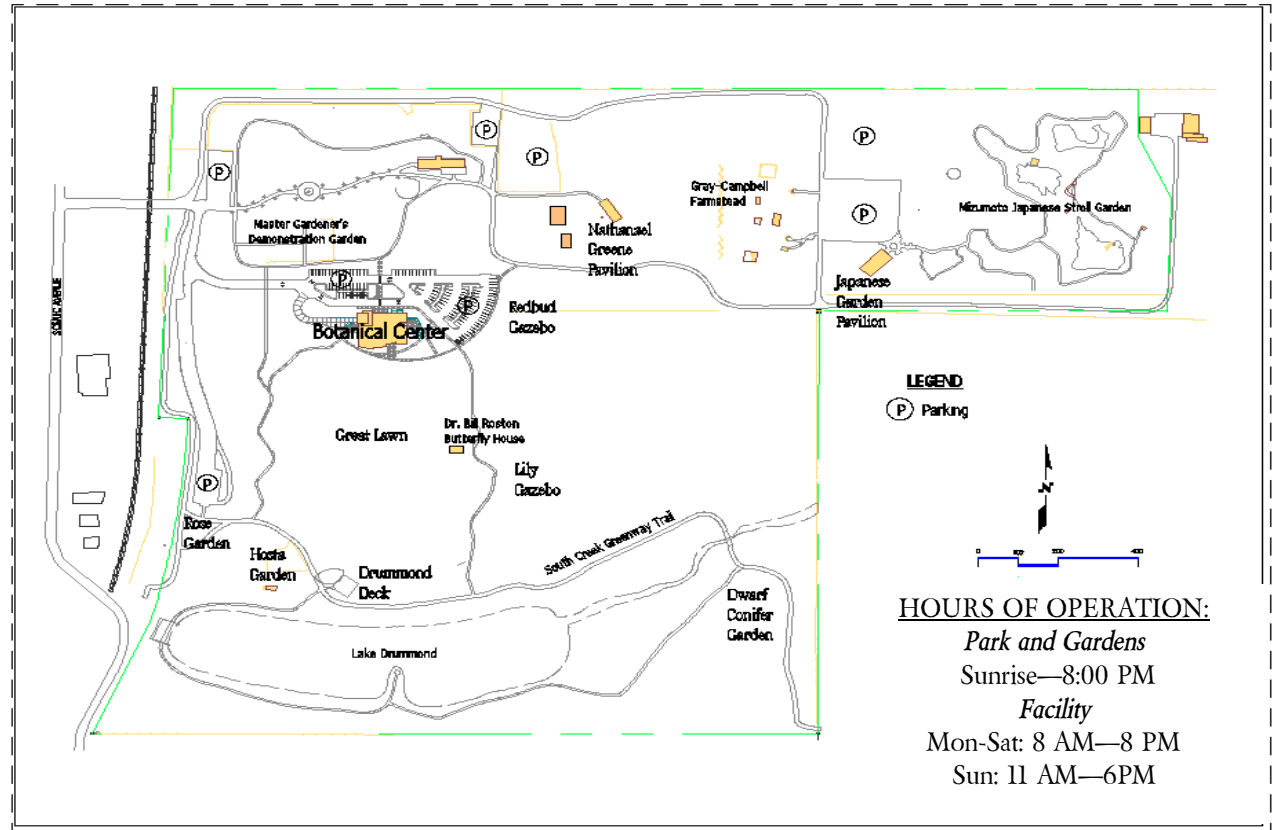 P
P
P
P
Gray-Campbell
Farmstead
P
P
Mizumoto Japanese Stroll Garden
Master Gardener's
Demonstration Garden
Nathanael
Greene
Pavilion
SCENIC AVENUE
P
P
Redbud
Gazebo
Japanese
Garden
Pavilion
Botanical Center
LEGEND
P Parking
Great Lawn
Dr. Bill Roston
Butterfly House
Lily
Gazebo
P
N
Rose
Garden
Hosta
Garden
Drummond
Deck
South Creek Greenway Trail
Dwarf
Conifer
Garden
Lake Drummond
0
400
HOURS OF OPERATION:
Park and Gardens
Sunrise—8:00 PM
Facility
Mon-Sat: 8 AM—8 PM
Sun: 11 AM—6PM